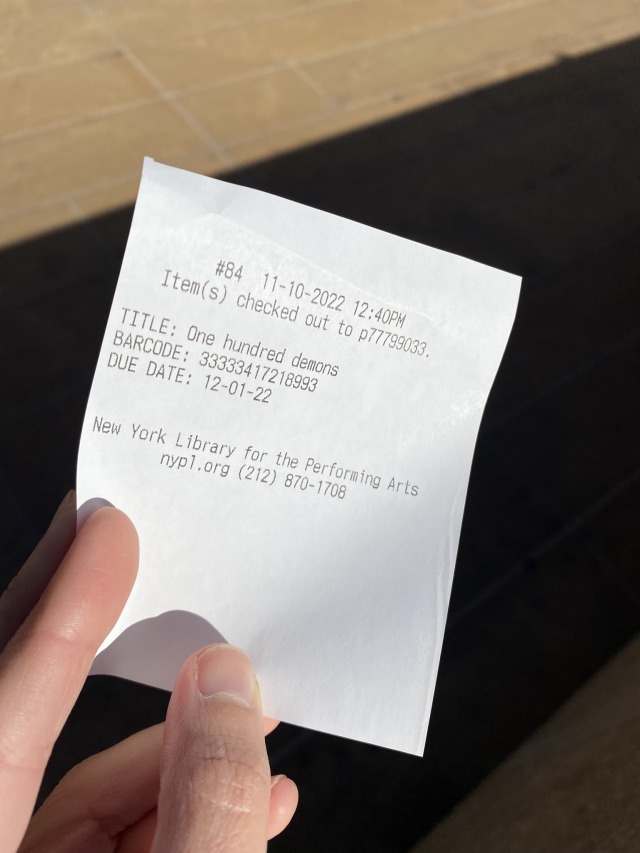 #84 11-10-2022 12:40PM
Item(s) checked out to p77799033.
TITLE: One hundred demons
BARCODE: 33333417218993
DUE DATE: 12-01-22
New York Library for the Performing Arts
nypl.org (212) 870-1708